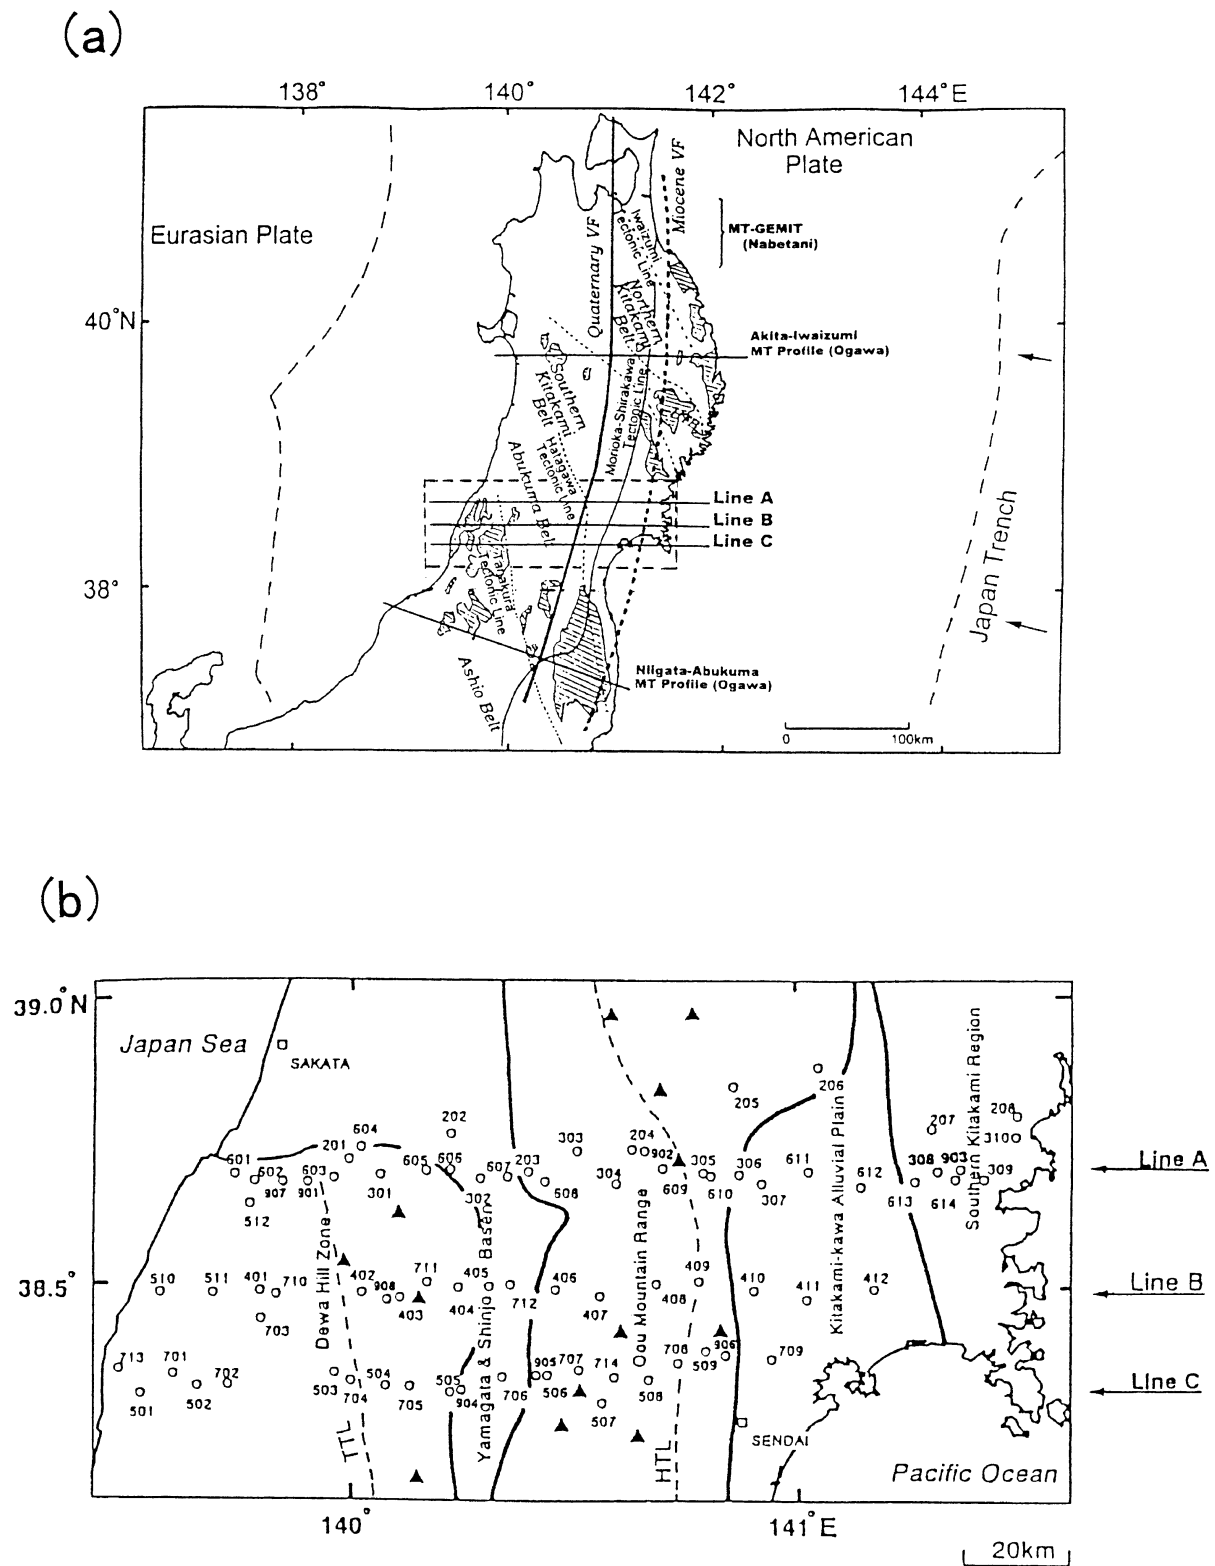 (a)
138°
140°
142°
144°E
North American
Plate
Eurasian Plate
Quaternary VF
Miocene VF
Iwaizumi
Tectonic Line
MT-GEMIT
(Nabetani)
40°N
Northern
Kitakami
Belt
Akita-Iwaizumi
MT Profile (Ogawa)
Southern
Kitakami
Belt
Morioka-Shirakawa
Tectonic Line
Hatagawa
Tectonic Line
Abukuma Belt
Line A
Line B
Line C
38°
Tanakura
Tectonic Line
Japan Trench
Niigata-Abukuma
MT Profile (Ogawa)
Ashio Belt
0
100km
(b)
39.0°N
Japan Sea
SAKATA
206
205
202
604
201
303
204
902
207
208
310
601
602
603
605
606
607
203
304
305
306
611
612
308
903
309
Line A
907
901
301
302
608
609
610
307
613
614
512
Southern Kitakami Region
Kitakami-kawa Alluvial Plain
Dewa Hill Zone
Yamagata & Shinjo Basen
Oou Mountain Range
38.5°
510
511
401
710
402
908
711
405
406
409
410
411
412
Line B
403
404
712
407
408
703
713
701
702
504
905
707
714
708
906
709
509
501
502
503
704
705
505
904
706
506
508
507
Line C
TTL
HTL
SENDAI
Pacific Ocean
140°
141°E
20km